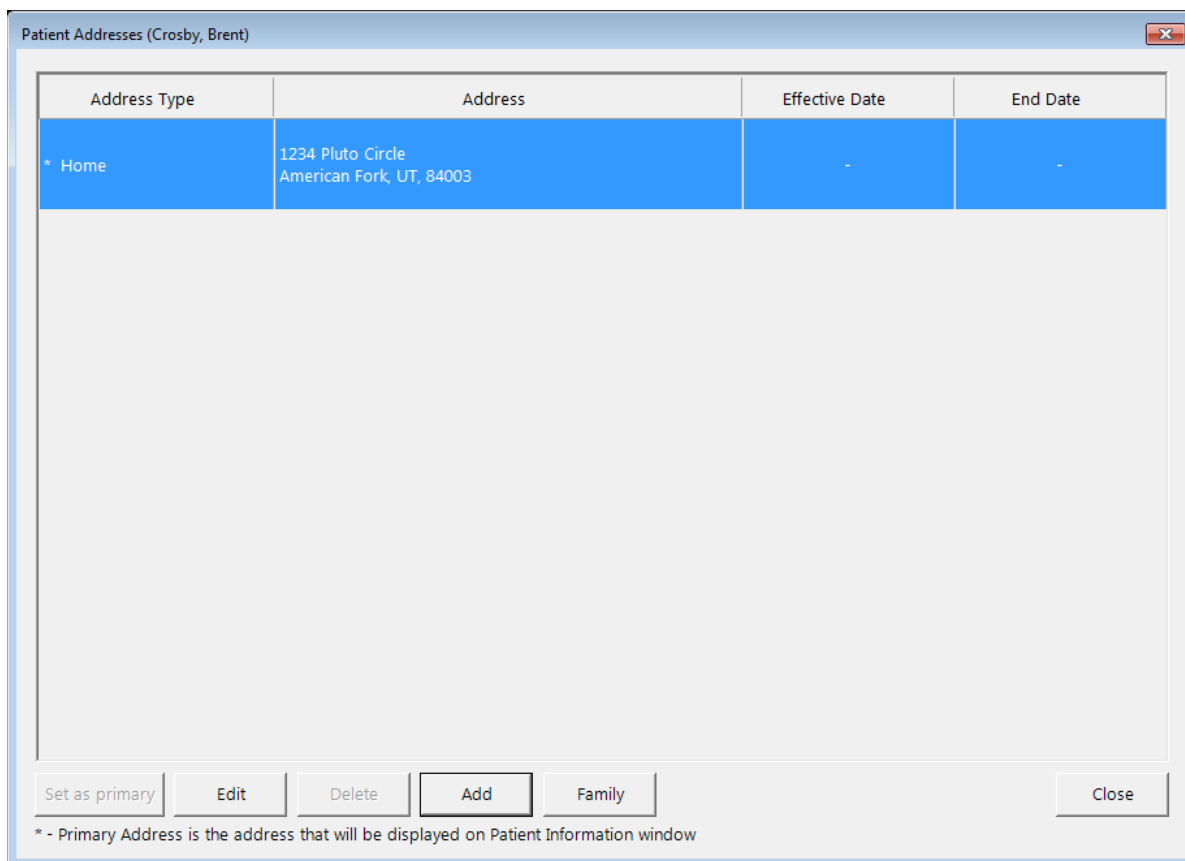 Patient Addresses (Crosby, Brent)
Address Type Address Effective Date End Date
* Home 1234 Pluto Circle - -
American Fork, UT, 84003
Set as primary Edit Delete Add Family Close
* - Primary Address is the address that will be displayed on Patient Information window